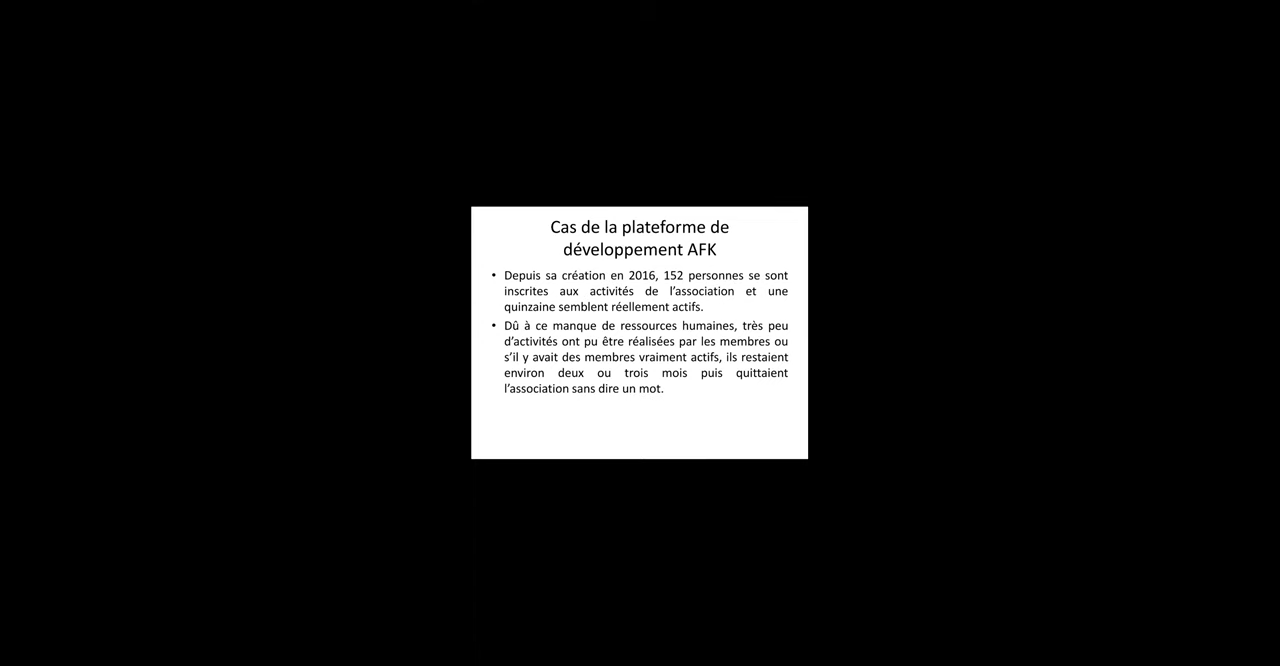 Cas de la plateforme de
développement AFK
• Depuis sa création en 2016, 152 personnes se sont
inscrites aux activités de l’association et une
quinzaine semblent réellement actifs.
• Dû à ce manque de ressources humaines, très peu
d’activités ont pu être réalisées par les membres ou
s’il y avait des membres vraiment actifs, ils restaient
environ deux ou trois mois puis quittaient
l’association sans dire un mot.